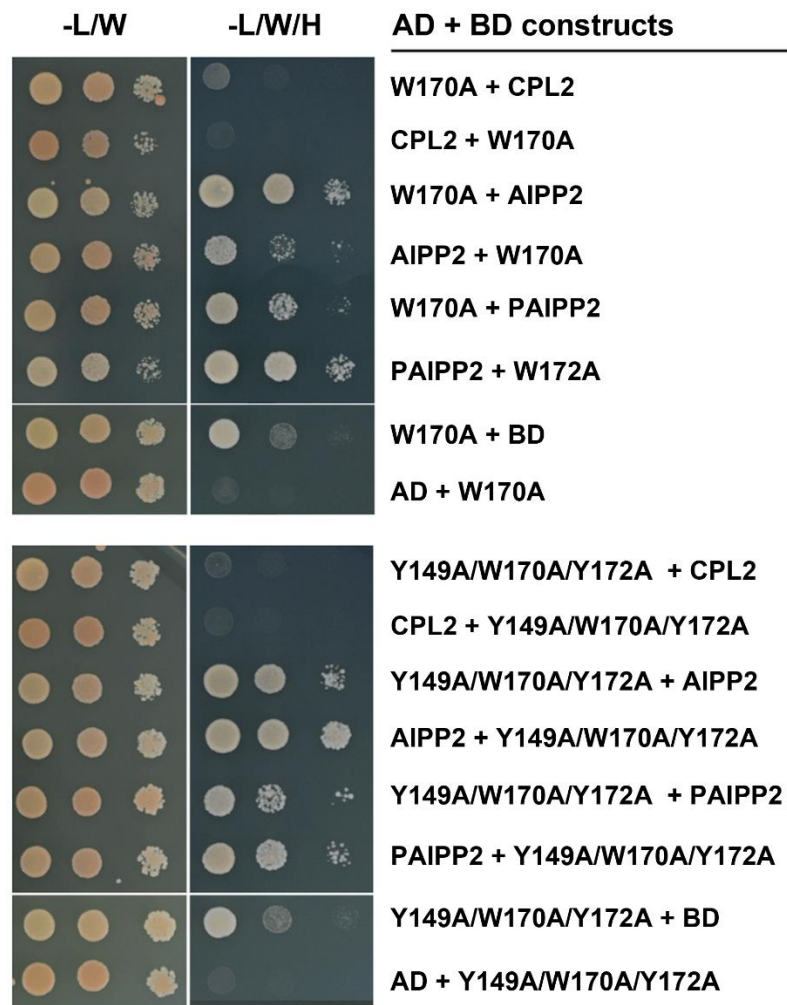 -L/W -L/W/H AD + BD constructs
W170A + CPL2
CPL2 + W170A
W170A + AIPP2
AIPP2 + W170A
W170A + PAIPP2
PAIPP2 + W172A
W170A + BD
AD + W170A
Y149A/W170A/Y172A + CPL2
CPL2 + Y149A/W170A/Y172A
Y149A/W170A/Y172A + AIPP2
AIPP2 + Y149A/W170A/Y172A
Y149A/W170A/Y172A + PAIPP2
PAIPP2 + Y149A/W170A/Y172A
Y149A/W170A/Y172A + BD
AD + Y149A/W170A/Y172A